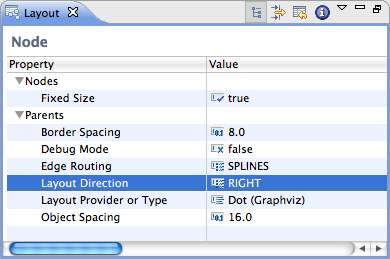 Layout
Node
Property Value
Nodes
Fixed Size true
Parents
Border Spacing 8.0
Debug Mode false
Edge Routing SPLINES
Layout Direction RIGHT
Layout Provider or Type Dot (Graphviz)
Object Spacing 16.0